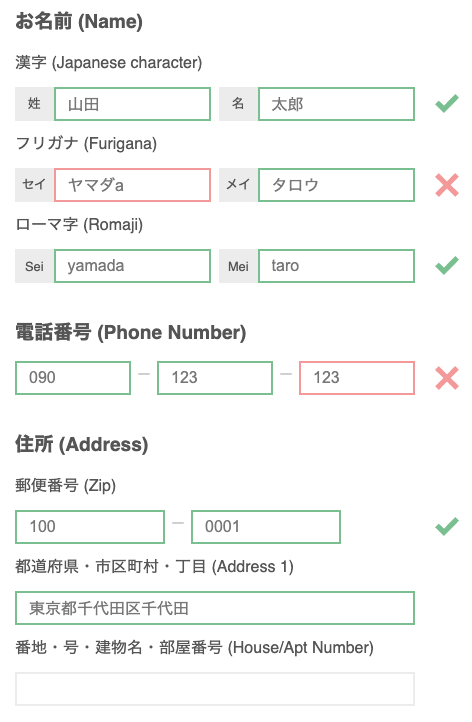 お名前 (Name)
漢字 (Japanese character)
姓 山田 名 太郎
フリガナ (Furigana)
セイ ヤマダa メイ タロウ
ローマ字 (Romaji)
Sei yamada Mei taro
電話番号 (Phone Number)
090 – 123 – 123
住所 (Address)
郵便番号 (Zip)
100 – 0001
都道府県・市区町村・丁目 (Address 1)
東京都千代田区千代田
番地・号・建物名・部屋番号 (House/Apt Number)